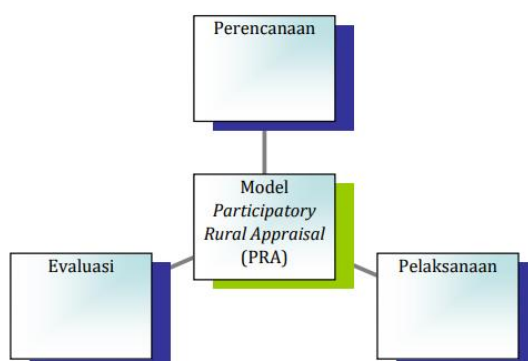 Perencanaan
Model
Participatory
Rural Appraisal
(PRA)
Evaluasi
Pelaksanaan